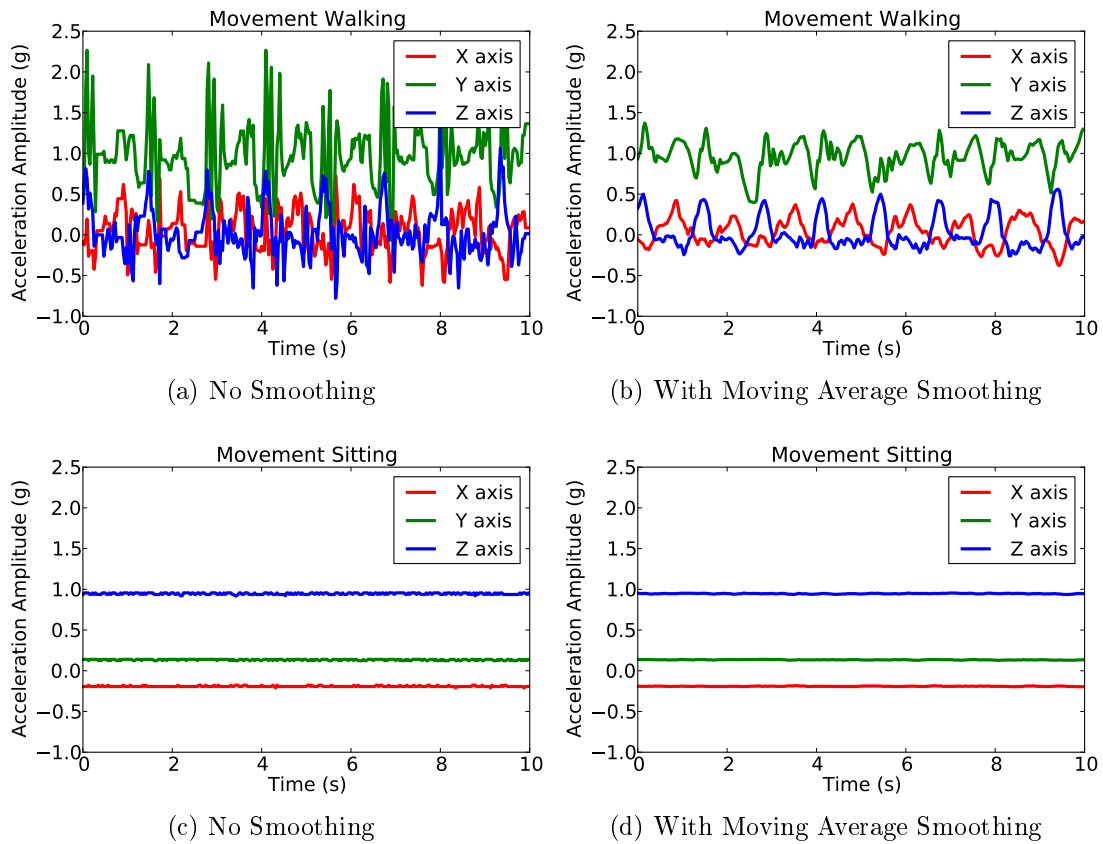 Movement Walking
Acceleration Amplitude (g)
2.5
2.0
1.5
1.0
0.5
0.0
−0.5
−1.0
X axis
Y axis
Z axis
0 2 4 6 8 10
Time (s)
(a) No Smoothing
Movement Walking
Acceleration Amplitude (g)
2.5
2.0
1.5
1.0
0.5
0.0
−0.5
−1.0
X axis
Y axis
Z axis
0 2 4 6 8 10
Time (s)
(b) With Moving Average Smoothing
Movement Sitting
Acceleration Amplitude (g)
2.5
2.0
1.5
1.0
0.5
0.0
−0.5
−1.0
X axis
Y axis
Z axis
0 2 4 6 8 10
Time (s)
(c) No Smoothing
Movement Sitting
Acceleration Amplitude (g)
2.5
2.0
1.5
1.0
0.5
0.0
−0.5
−1.0
X axis
Y axis
Z axis
0 2 4 6 8 10
Time (s)
(d) With Moving Average Smoothing